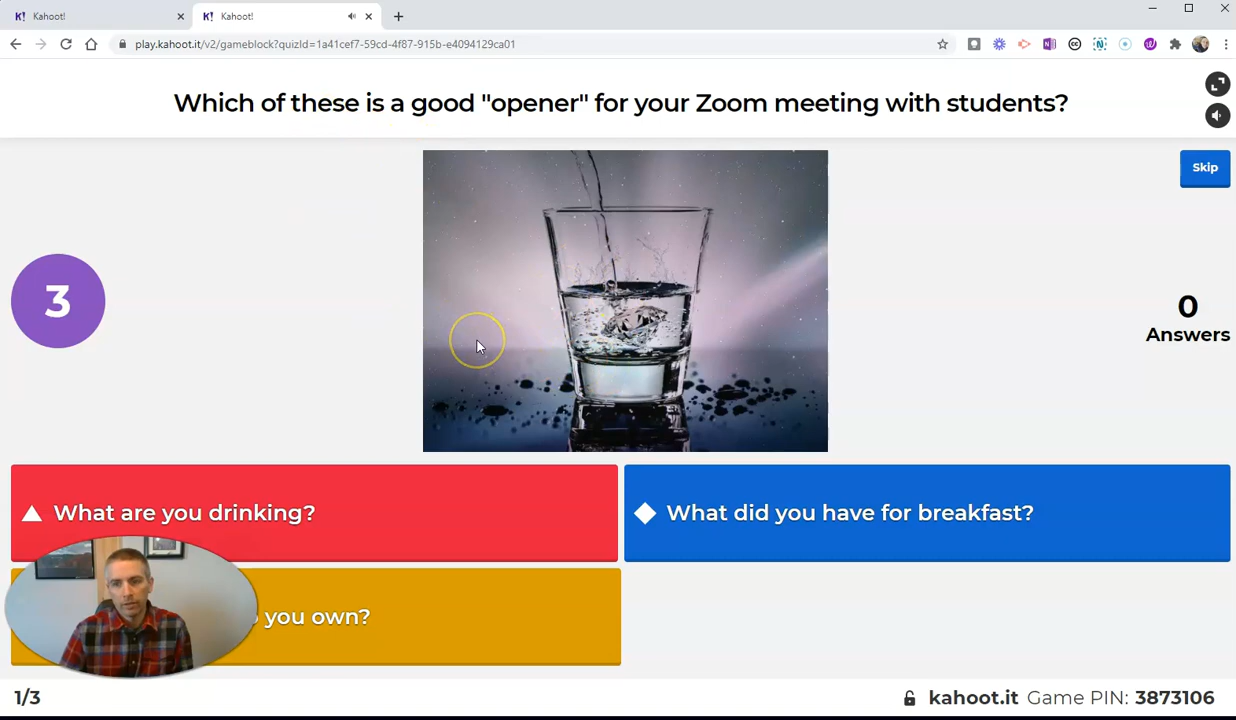 Kahoot!
Kahoot!
play.kahoot.it/v2/gameblock?quizId=1a41cef7-59cd-4f87-915b-e4094129ca01
Which of these is a good "opener" for your Zoom meeting with students?
Skip
3
0
Answers
What are you drinking?
What did you have for breakfast?
you own?
1/3
kahoot.it Game PIN: 3873106